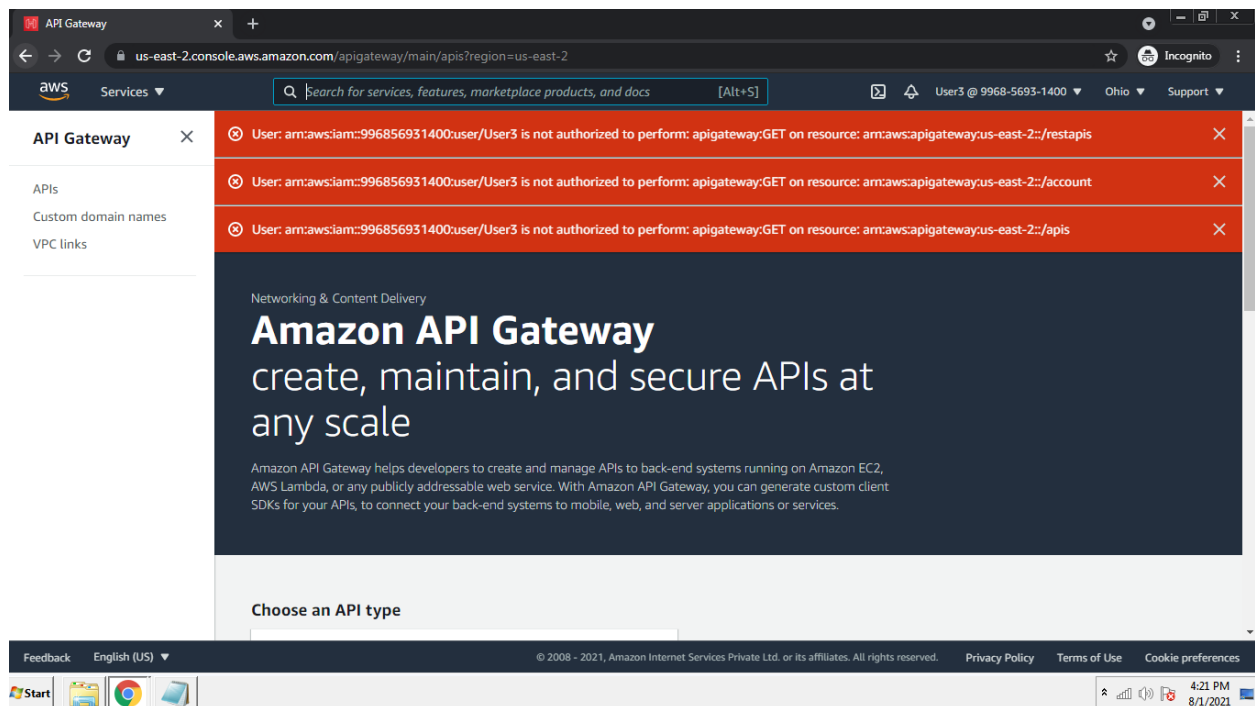 API Gateway
us-east-2.console.aws.amazon.com/apigateway/main/apis?region=us-east-2
Incognito
aws
Services ▼
Search for services, features, marketplace products, and docs
[Alt+S]
User3 @ 9968-5693-1400 ▼
Ohio ▼
Support ▼
API Gateway
APIs
Custom domain names
VPC links
User: arn:aws:iam::996856931400:user/User3 is not authorized to perform: apigateway:GET on resource: arn:aws:apigateway:us-east-2::/restapis
User: arn:aws:iam::996856931400:user/User3 is not authorized to perform: apigateway:GET on resource: arn:aws:apigateway:us-east-2::/account
User: arn:aws:iam::996856931400:user/User3 is not authorized to perform: apigateway:GET on resource: arn:aws:apigateway:us-east-2::/apis
Networking & Content Delivery
Amazon API Gateway
create, maintain, and secure APIs at
any scale
Amazon API Gateway helps developers to create and manage APIs to back-end systems running on Amazon EC2,
AWS Lambda, or any publicly addressable web service. With Amazon API Gateway, you can generate custom client
SDKs for your APIs, to connect your back-end systems to mobile, web, and server applications or services.
Choose an API type
Feedback
English (US) ▼
© 2008 - 2021, Amazon Internet Services Private Ltd. or its affiliates. All rights reserved.
Privacy Policy
Terms of Use
Cookie preferences
Start
4:21 PM
8/1/2021